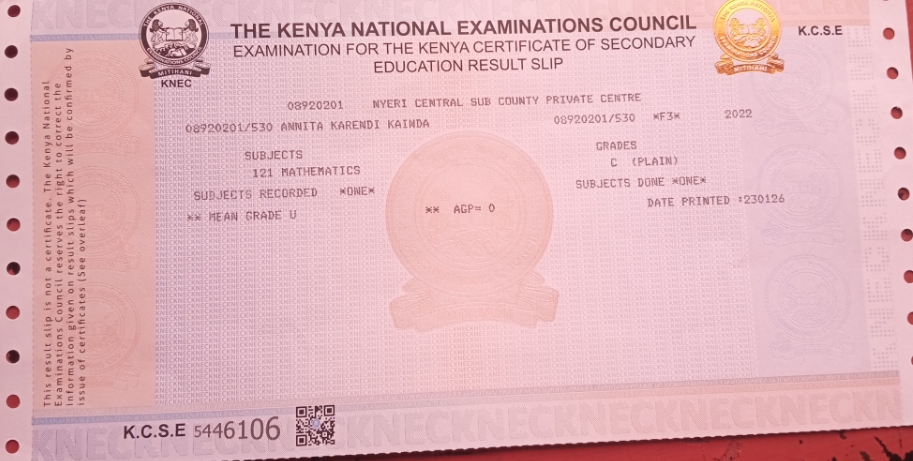 THE KENYA NATIONAL EXAMINATIONS COUNCIL
EXAMINATION FOR THE KENYA CERTIFICATE OF SECONDARY
EDUCATION RESULT SLIP
K.C.S.E
MITIHANI
KNEC
08920201 NYERI CENTRAL SUB COUNTY PRIVATE CENTRE
08920201/530 ANNITA KARENDI KAINDA 08920201/530 *F3* 2022
SUBJECTS GRADES
121 MATHEMATICS C (PLAIN)
SUBJECTS RECORDED *ONE* SUBJECTS DONE *ONE*
** MEAN GRADE U ** AGP= 0 DATE PRINTED :230126
This result slip is not a certificate. The Kenya National
Examinations Council reserves the right to correct the
information given on result slips which will be confirmed by
issue of certificates (See overleaf)
K.C.S.E 5446106
KNECKNECKNECKNECKNECKNECKNEC